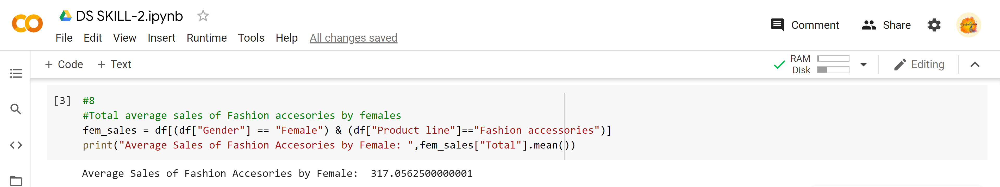 DS SKILL-2.ipynb
File Edit View Insert Runtime Tools Help All changes saved
Comment Share
+ Code + Text
RAM
Disk
Editing
[3] #8
#Total average sales of Fashion accesories by females
fem_sales = df[(df["Gender"] == "Female") & (df["Product line"]=="Fashion accessories")]
print("Average Sales of Fashion Accesories by Female: ",fem_sales["Total"].mean())
Average Sales of Fashion Accesories by Female:  317.0562500000001